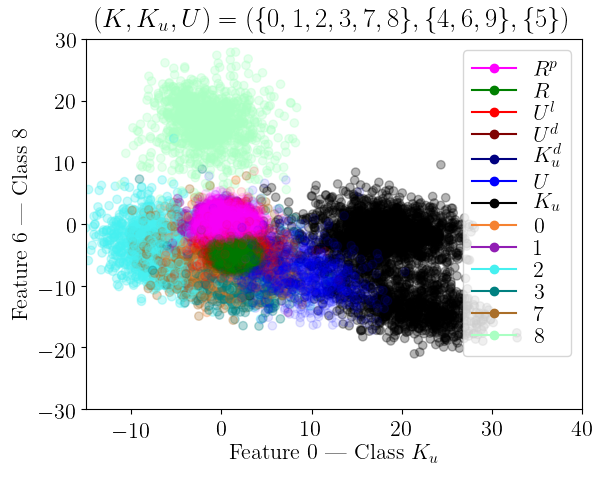 (K, K_u, U) = ({0, 1, 2, 3, 7, 8}, {4, 6, 9}, {5})
30
20
10
0
−10
−20
−30
Feature 6 — Class 8
−10
0
10
20
30
40
Feature 0 — Class K_u
R^p
R
U^l
U^d
K_u^d
U
K_u
0
1
2
3
7
8